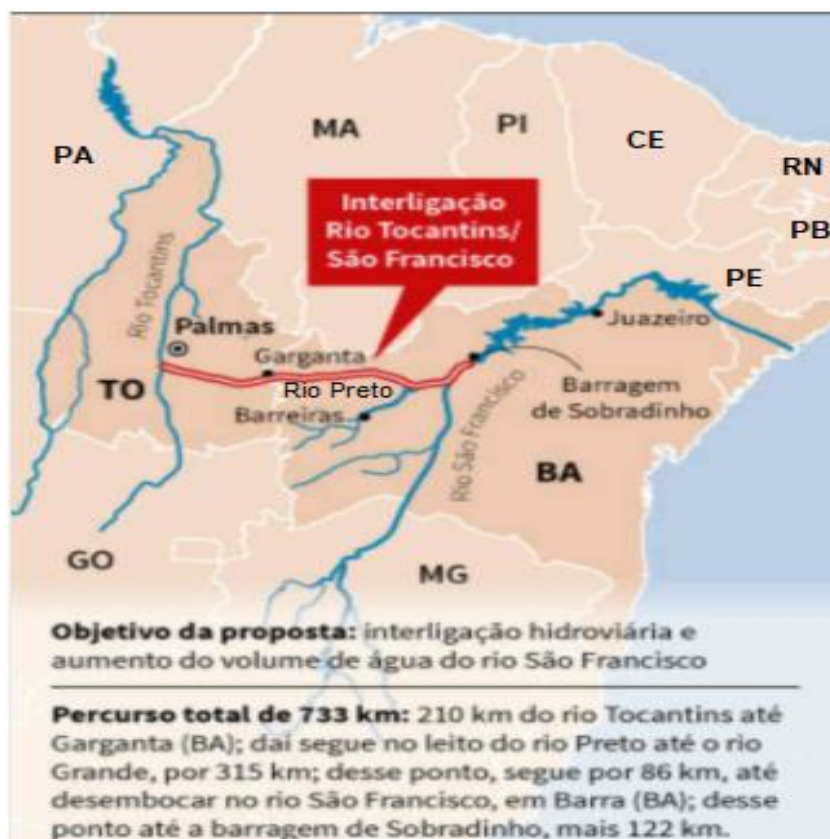 MA
PI
CE
PA
RN
Interligação
Rio Tocantins/
São Francisco
PB
PE
Rio Tocantins
Palmas
Juazeiro
Garganta
TO
Rio Preto
Barragem
de Sobradinho
Barreiras
Rio São Francisco
BA
GO
MG
Objetivo da proposta: interligação hidroviária e
aumento do volume de água do rio São Francisco
Percurso total de 733 km: 210 km do rio Tocantins até
Garganta (BA); daí segue no leito do rio Preto até o rio
Grande, por 315 km; desse ponto, segue por 86 km, até
desembocar no rio São Francisco, em Barra (BA); desse
ponto até a barragem de Sobradinho, mais 122 km.